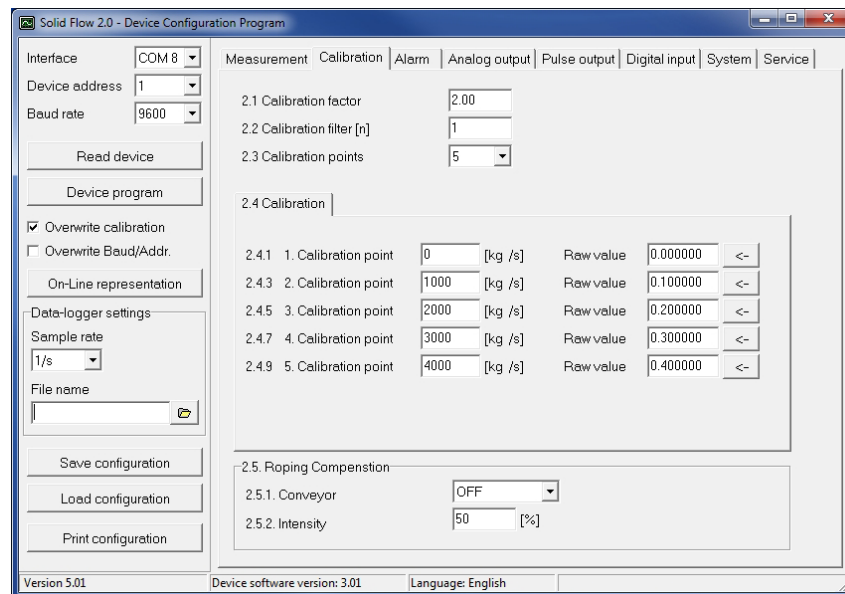 Solid Flow 2.0 - Device Configuration Program
Interface COM 8
Device address 1
Baud rate 9600
Read device
Device program
Overwrite calibration
Overwrite Baud/Addr.
On-Line representation
Data-logger settings
Sample rate
1/s
File name
Save configuration
Load configuration
Print configuration
Measurement Calibration Alarm Analog output Pulse output Digital input System Service
2.1 Calibration factor 2.00
2.2 Calibration filter [n] 1
2.3 Calibration points 5
2.4 Calibration
2.4.1 1. Calibration point 0 [kg /s] Raw value 0.000000 <-
2.4.3 2. Calibration point 1000 [kg /s] Raw value 0.100000 <-
2.4.5 3. Calibration point 2000 [kg /s] Raw value 0.200000 <-
2.4.7 4. Calibration point 3000 [kg /s] Raw value 0.300000 <-
2.4.9 5. Calibration point 4000 [kg /s] Raw value 0.400000 <-
2.5. Roping Compenstion
2.5.1. Conveyor OFF
2.5.2. Intensity 50 [%]
Version 5.01 Device software version: 3.01 Language: English